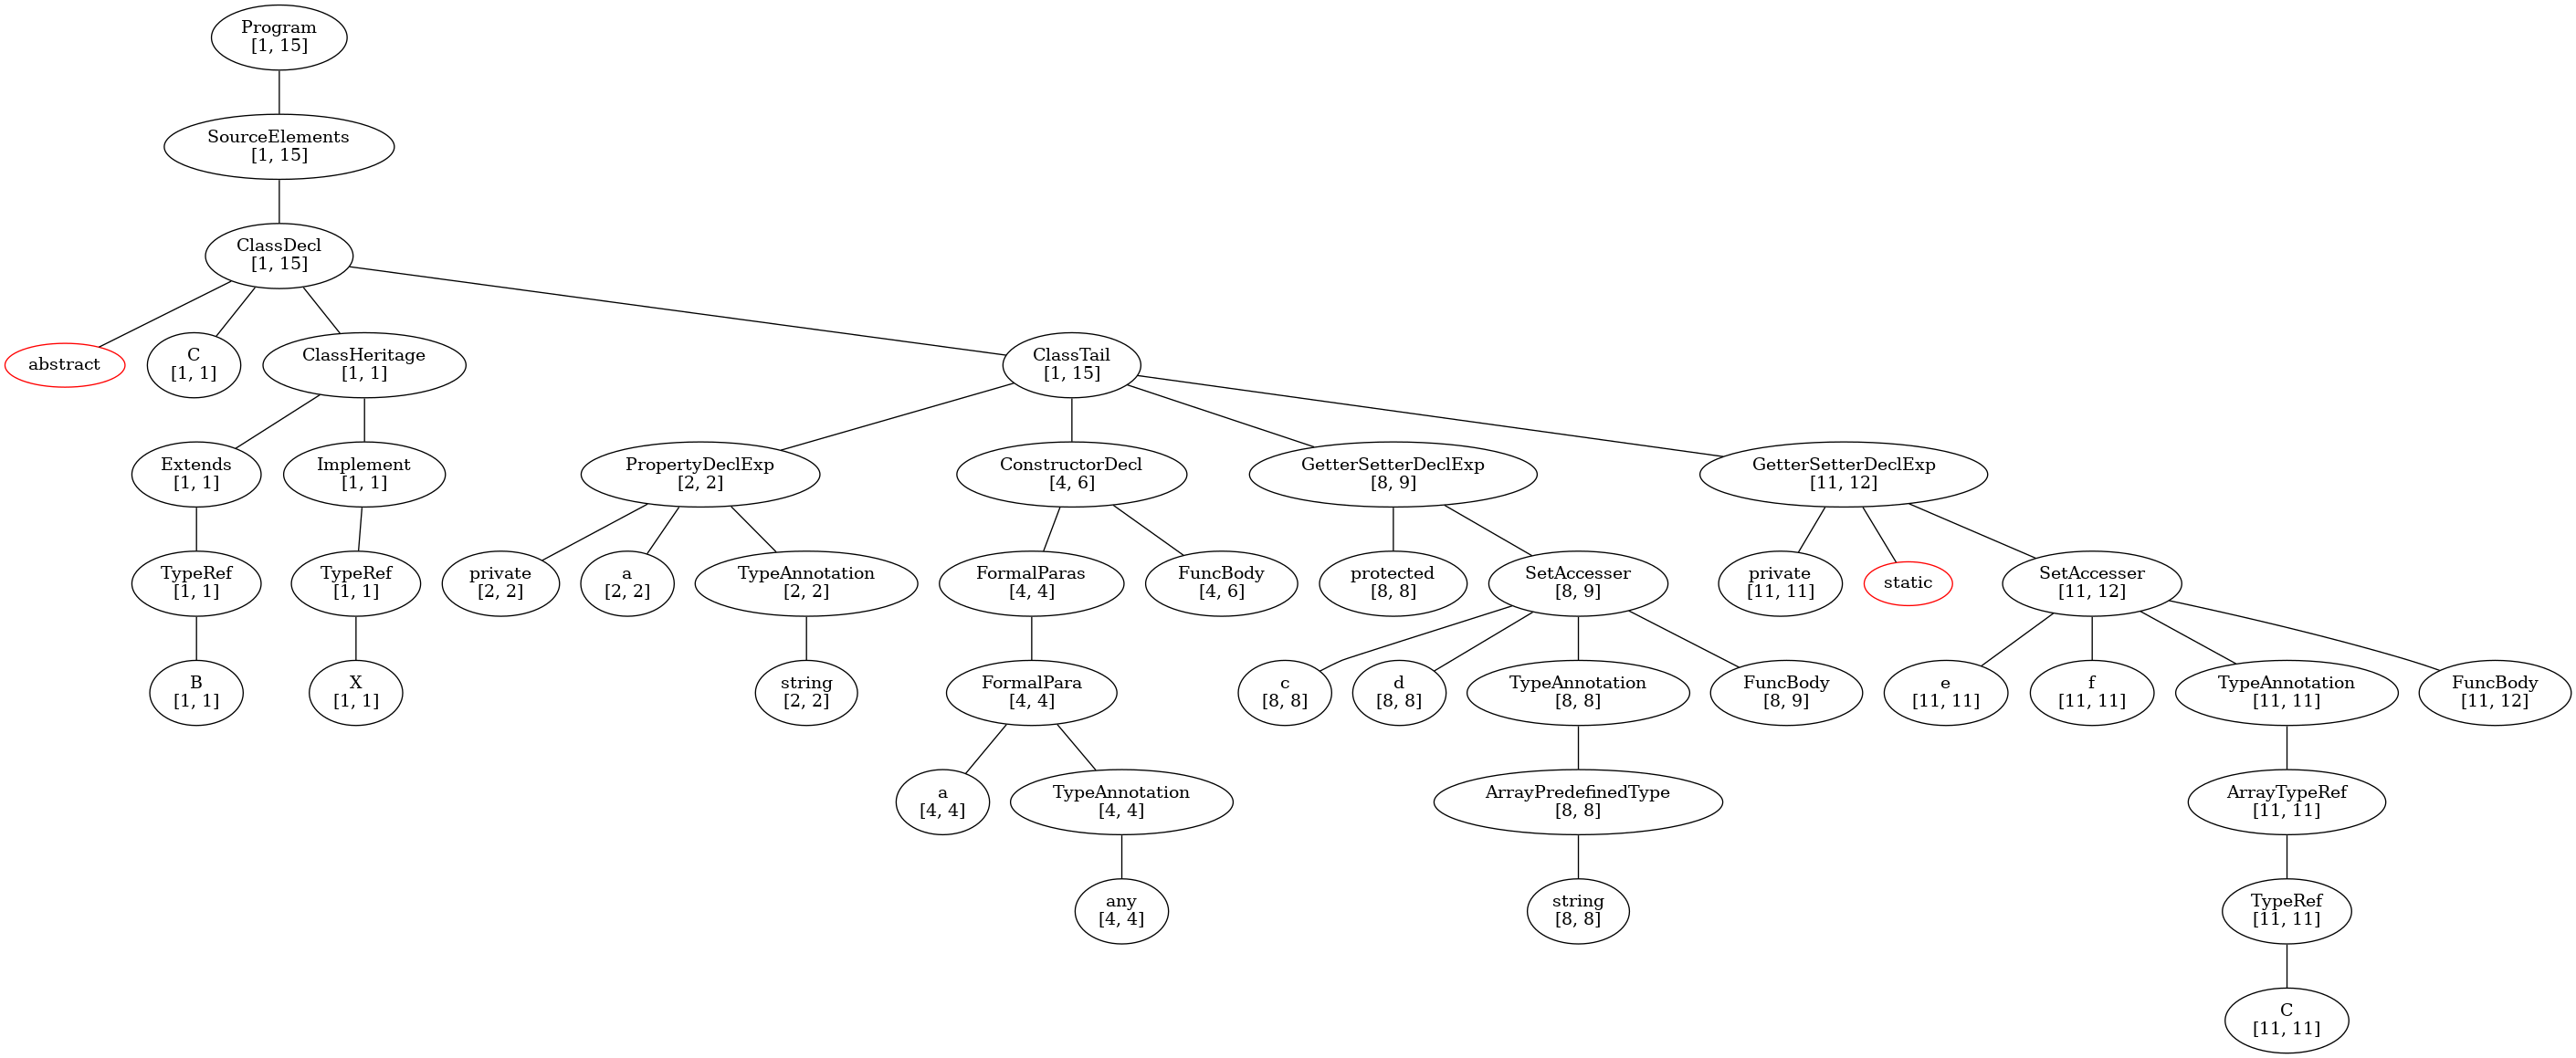 Program
[1, 15]
SourceElements
[1, 15]
ClassDecl
[1, 15]
abstract
C
[1, 1]
ClassHeritage
[1, 1]
ClassTail
[1, 15]
Extends
[1, 1]
Implement
[1, 1]
PropertyDeclExp
[2, 2]
ConstructorDecl
[4, 6]
GetterSetterDeclExp
[8, 9]
GetterSetterDeclExp
[11, 12]
TypeRef
[1, 1]
TypeRef
[1, 1]
private
[2, 2]
a
[2, 2]
TypeAnnotation
[2, 2]
FormalParas
[4, 4]
FuncBody
[4, 6]
protected
[8, 8]
SetAccesser
[8, 9]
private
[11, 11]
static
SetAccesser
[11, 12]
B
[1, 1]
X
[1, 1]
string
[2, 2]
FormalPara
[4, 4]
c
[8, 8]
d
[8, 8]
TypeAnnotation
[8, 8]
FuncBody
[8, 9]
e
[11, 11]
f
[11, 11]
TypeAnnotation
[11, 11]
FuncBody
[11, 12]
a
[4, 4]
TypeAnnotation
[4, 4]
ArrayPredefinedType
[8, 8]
ArrayTypeRef
[11, 11]
any
[4, 4]
string
[8, 8]
TypeRef
[11, 11]
C
[11, 11]